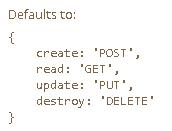 Defaults to:
{
    create: 'POST',
    read: 'GET',
    update: 'PUT',
    destroy: 'DELETE'
}